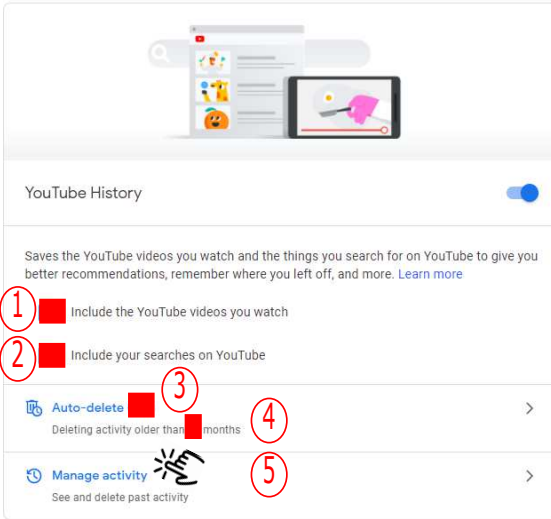 YouTube History
Saves the YouTube videos you watch and the things you search for on YouTube to give you
better recommendations, remember where you left off, and more. Learn more
1 Include the YouTube videos you watch
2 Include your searches on YouTube
3
Auto-delete
Deleting activity older than months
4
Manage activity
5
See and delete past activity